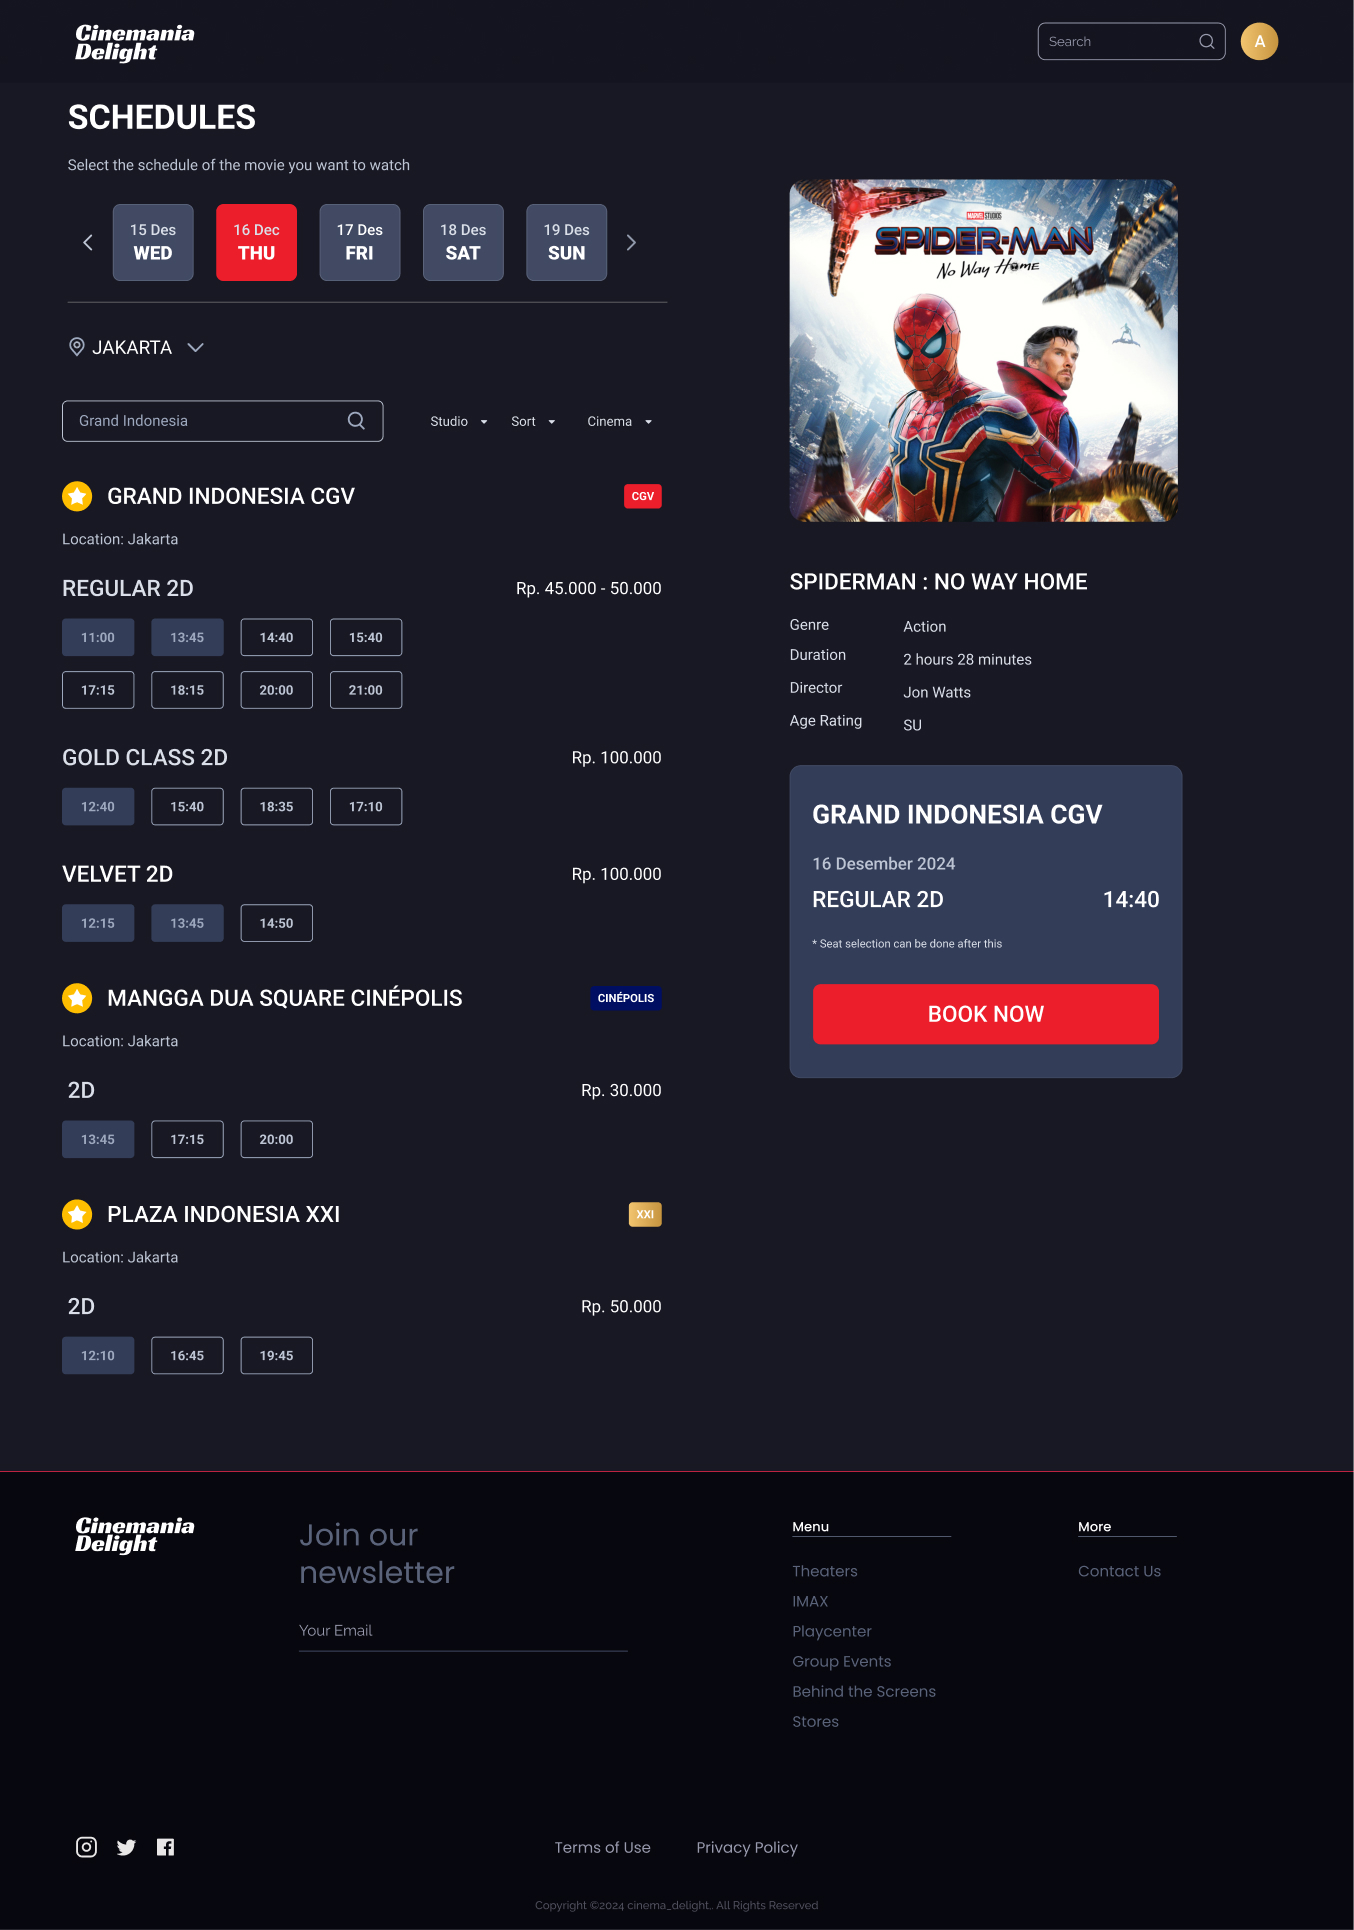 Cinemania
Delight
Search
A
SCHEDULES
Select the schedule of the movie you want to watch
15 Des
WED
16 Dec
THU
17 Des
FRI
18 Des
SAT
19 Des
SUN
JAKARTA
Grand Indonesia
Studio
Sort
Cinema
GRAND INDONESIA CGV
CGV
Location: Jakarta
REGULAR 2D
Rp. 45.000 - 50.000
11:00 13:45 14:40 15:40
17:15 18:15 20:00 21:00
GOLD CLASS 2D
Rp. 100.000
12:40 15:40 18:35 17:10
VELVET 2D
Rp. 100.000
12:15 13:45 14:50
MANGGA DUA SQUARE CINÉPOLIS
CINÉPOLIS
Location: Jakarta
2D
Rp. 30.000
13:45 17:15 20:00
PLAZA INDONESIA XXI
XXI
Location: Jakarta
2D
Rp. 50.000
12:10 16:45 19:45
MARVEL STUDIOS
SPIDER-MAN
No Way Home
SPIDERMAN : NO WAY HOME
Genre Action
Duration 2 hours 28 minutes
Director Jon Watts
Age Rating SU
GRAND INDONESIA CGV
16 Desember 2024
REGULAR 2D 14:40
* Seat selection can be done after this
BOOK NOW
Cinemania
Delight
Join our
newsletter
Your Email
Menu
Theaters
IMAX
Playcenter
Group Events
Behind the Screens
Stores
More
Contact Us
Terms of Use
Privacy Policy
Copyright ©2024 cinema_delight.. All Rights Reserved